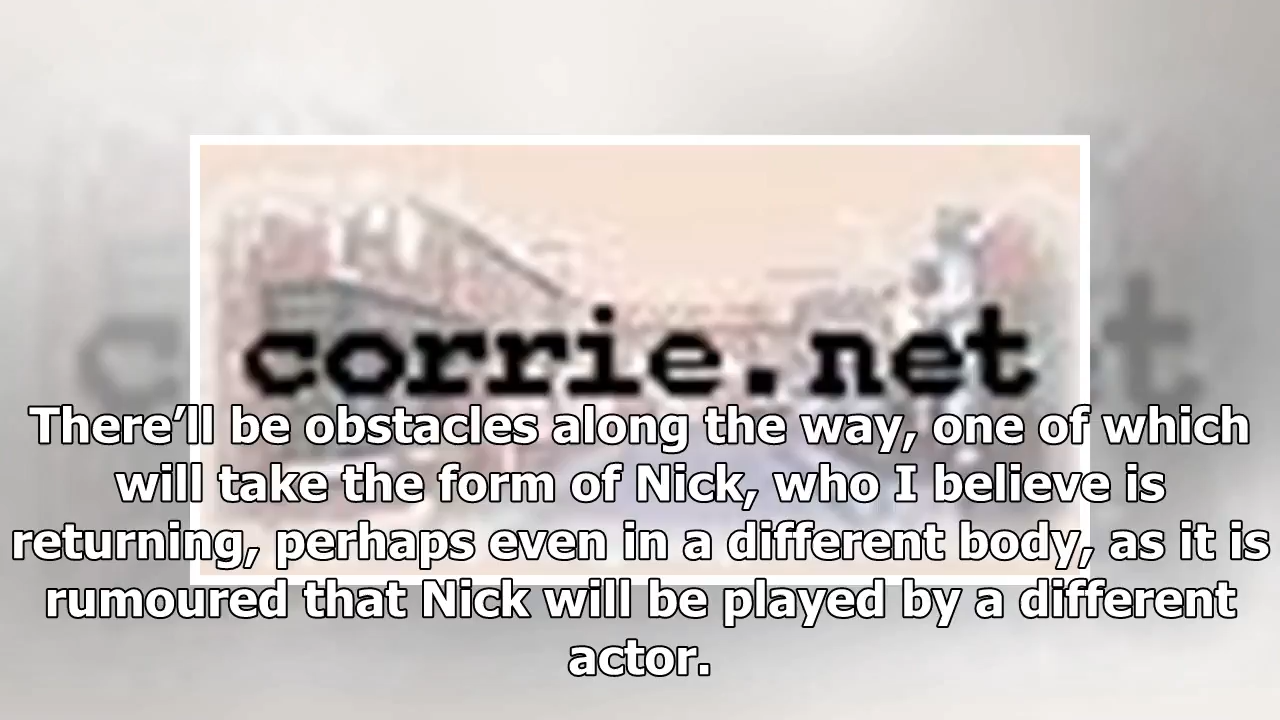 corrie.net
There’ll be obstacles along the way, one of which
will take the form of Nick, who I believe is
returning, perhaps even in a different body, as it is
rumoured that Nick will be played by a different
actor.